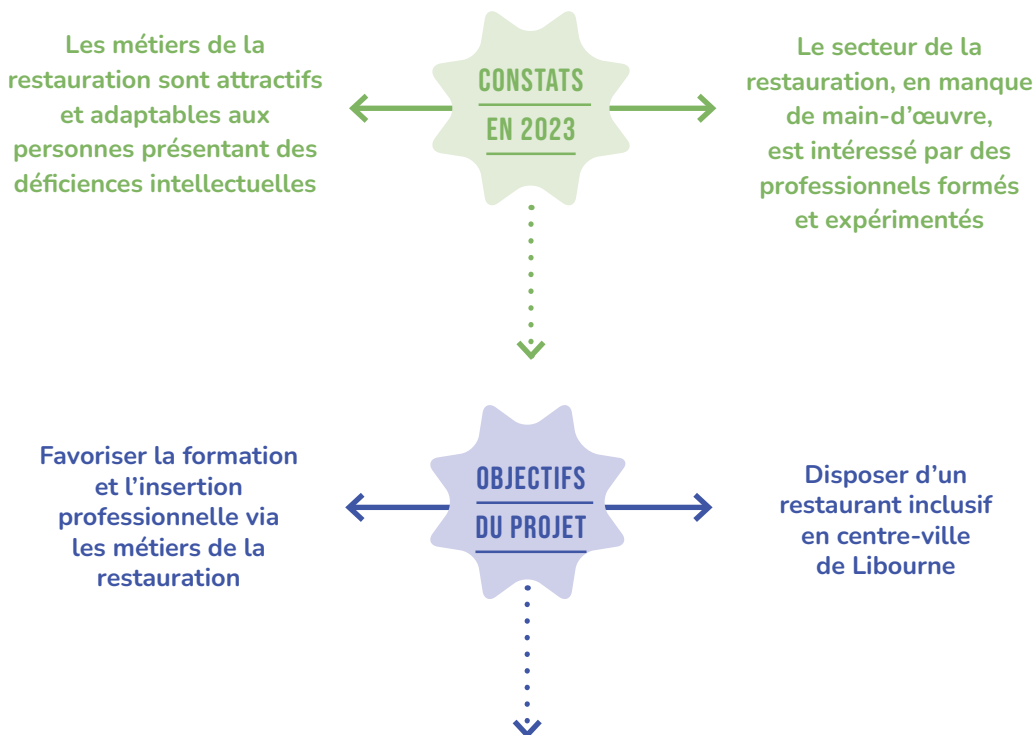 Les métiers de la
restauration sont attractifs
et adaptables aux
personnes présentant des
déficiences intellectuelles
CONSTATS
EN 2023
Le secteur de la
restauration, en manque
de main-d’œuvre,
est intéressé par des
professionnels formés
et expérimentés
Favoriser la formation
et l’insertion
professionnelle via
les métiers de la
restauration
OBJECTIFS
DU PROJET
Disposer d’un
restaurant inclusif
en centre-ville
de Libourne